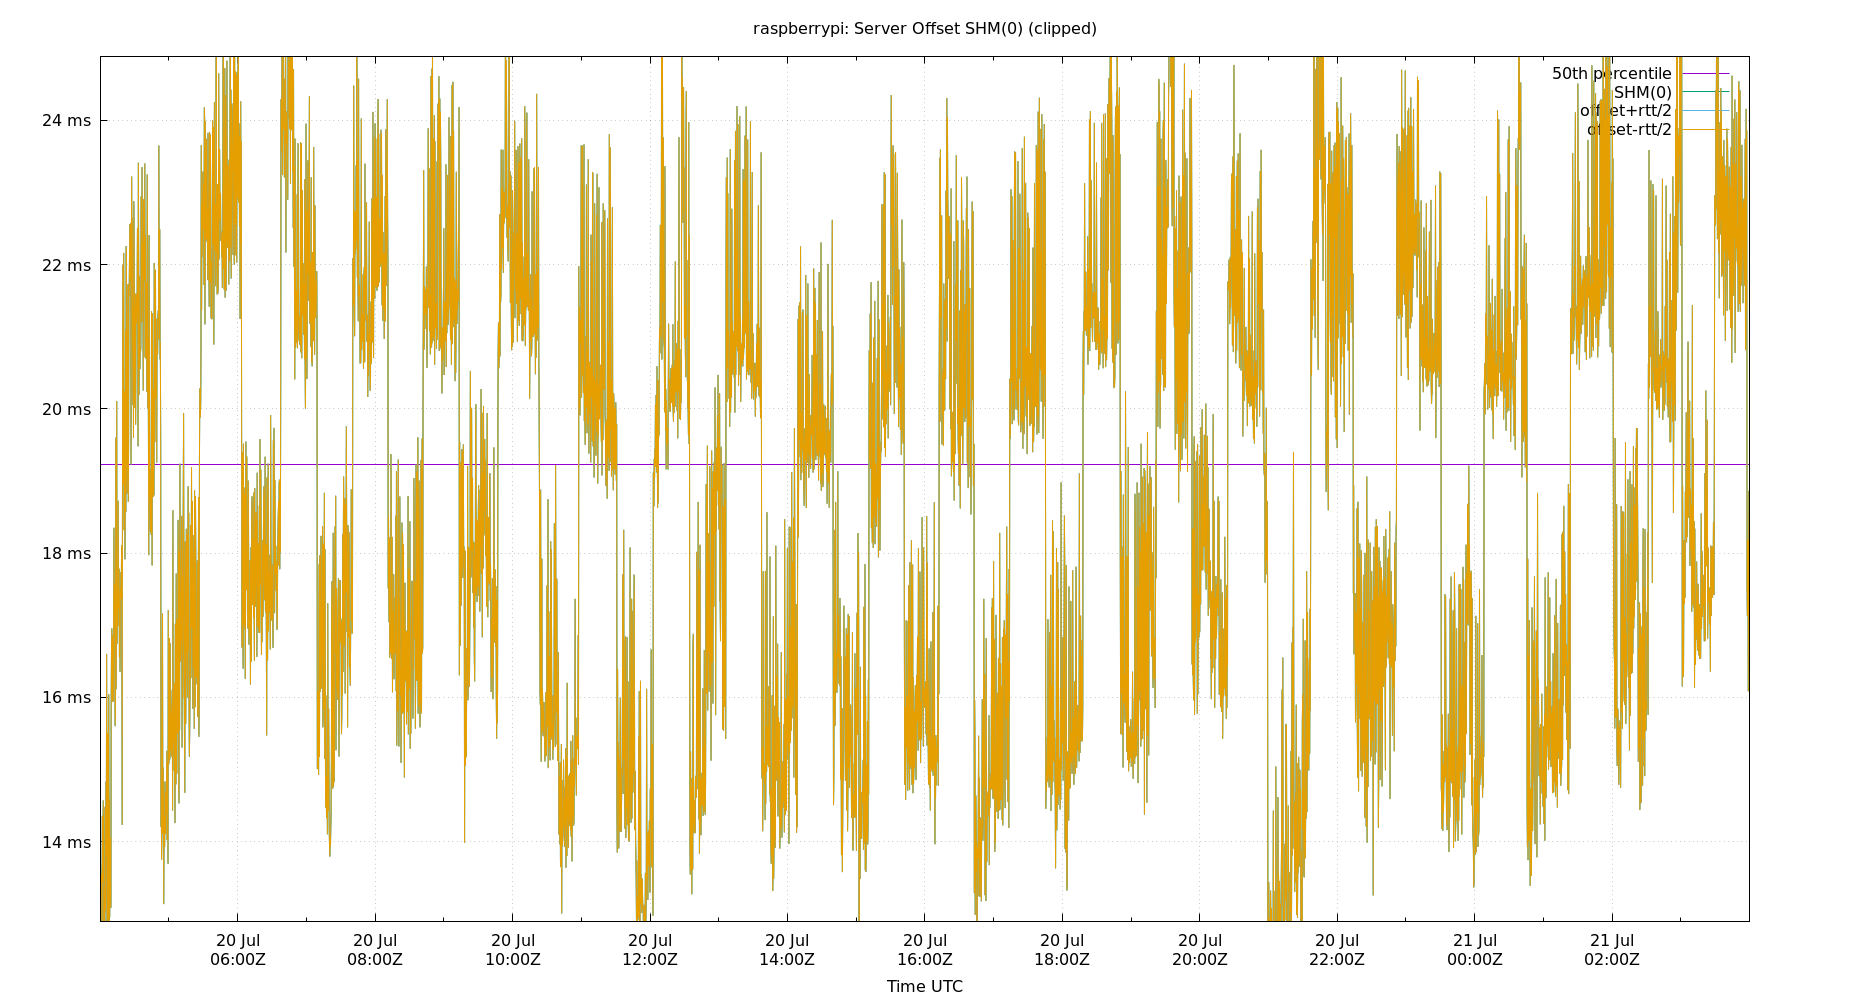 raspberrypi: Server Offset SHM(0) (clipped)
50th percentile
SHM(0)
offset+rtt/2
offset-rtt/2
24 ms
22 ms
20 ms
18 ms
16 ms
14 ms
20 Jul 20 Jul 20 Jul 20 Jul 20 Jul 20 Jul 20 Jul 20 Jul 20 Jul 21 Jul 21 Jul
06:00Z 08:00Z 10:00Z 12:00Z 14:00Z 16:00Z 18:00Z 20:00Z 22:00Z 00:00Z 02:00Z
Time UTC